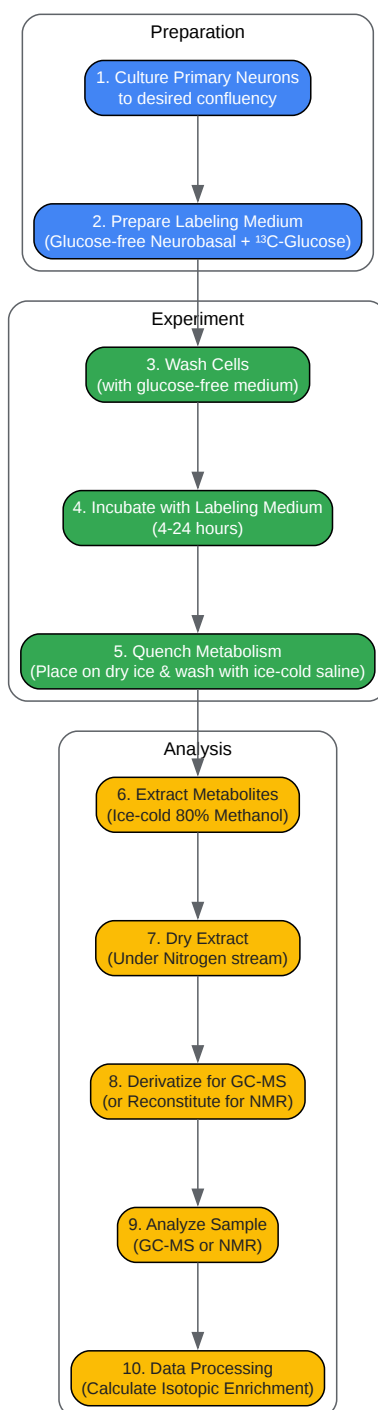 Preparation
1. Culture Primary Neurons
to desired confluency
2. Prepare Labeling Medium
(Glucose-free Neurobasal + ¹³C-Glucose)
Experiment
3. Wash Cells
(with glucose-free medium)
4. Incubate with Labeling Medium
(4-24 hours)
5. Quench Metabolism
(Place on dry ice & wash with ice-cold saline)
Analysis
6. Extract Metabolites
(Ice-cold 80% Methanol)
7. Dry Extract
(Under Nitrogen stream)
8. Derivatize for GC-MS
(or Reconstitute for NMR)
9. Analyze Sample
(GC-MS or NMR)
10. Data Processing
(Calculate Isotopic Enrichment)